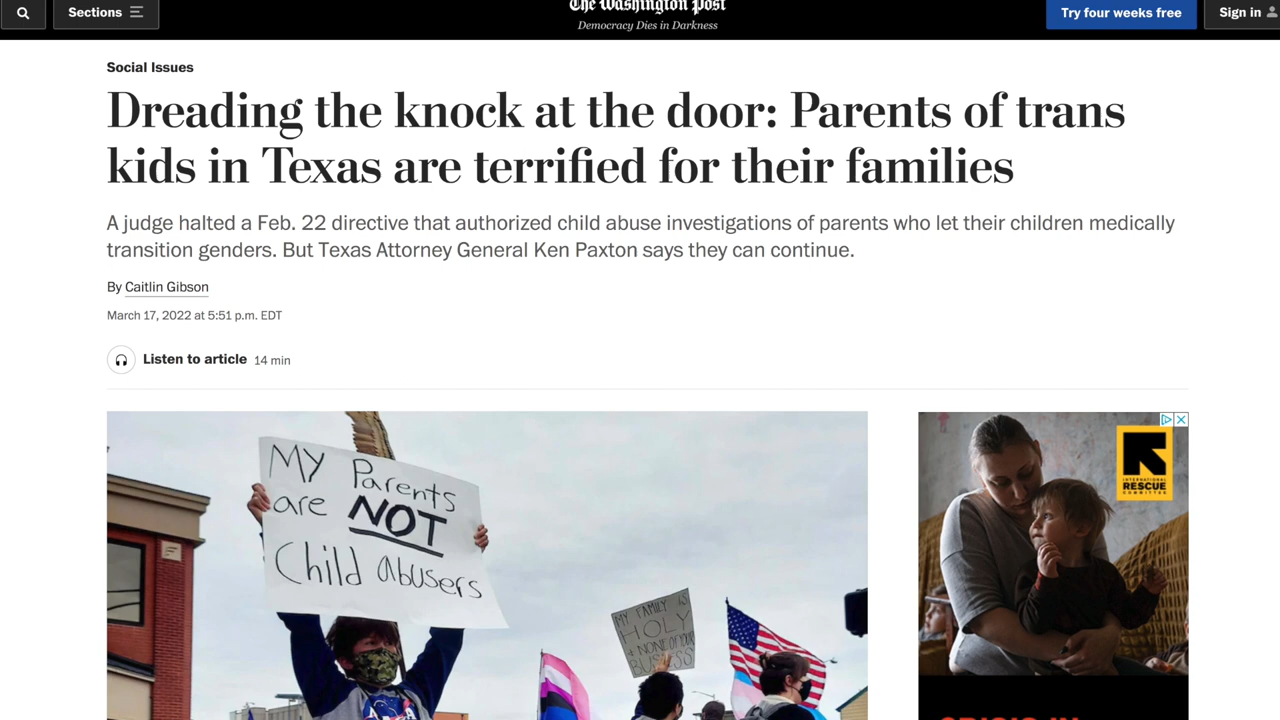 Sections
The Washington Post
Democracy Dies in Darkness
Try four weeks free
Sign in
Social Issues
Dreading the knock at the door: Parents of trans
kids in Texas are terrified for their families
A judge halted a Feb. 22 directive that authorized child abuse investigations of parents who let their children medically
transition genders. But Texas Attorney General Ken Paxton says they can continue.
By Caitlin Gibson
March 17, 2022 at 5:51 p.m. EDT
Listen to article 14 min
My Parents
are NOT
Child Abusers
MY FAMILY IS
HOLY
+ NONE OF YOUR
BUSINESS
INTERNATIONAL
RESCUE
COMMITTEE
CRISIS IN